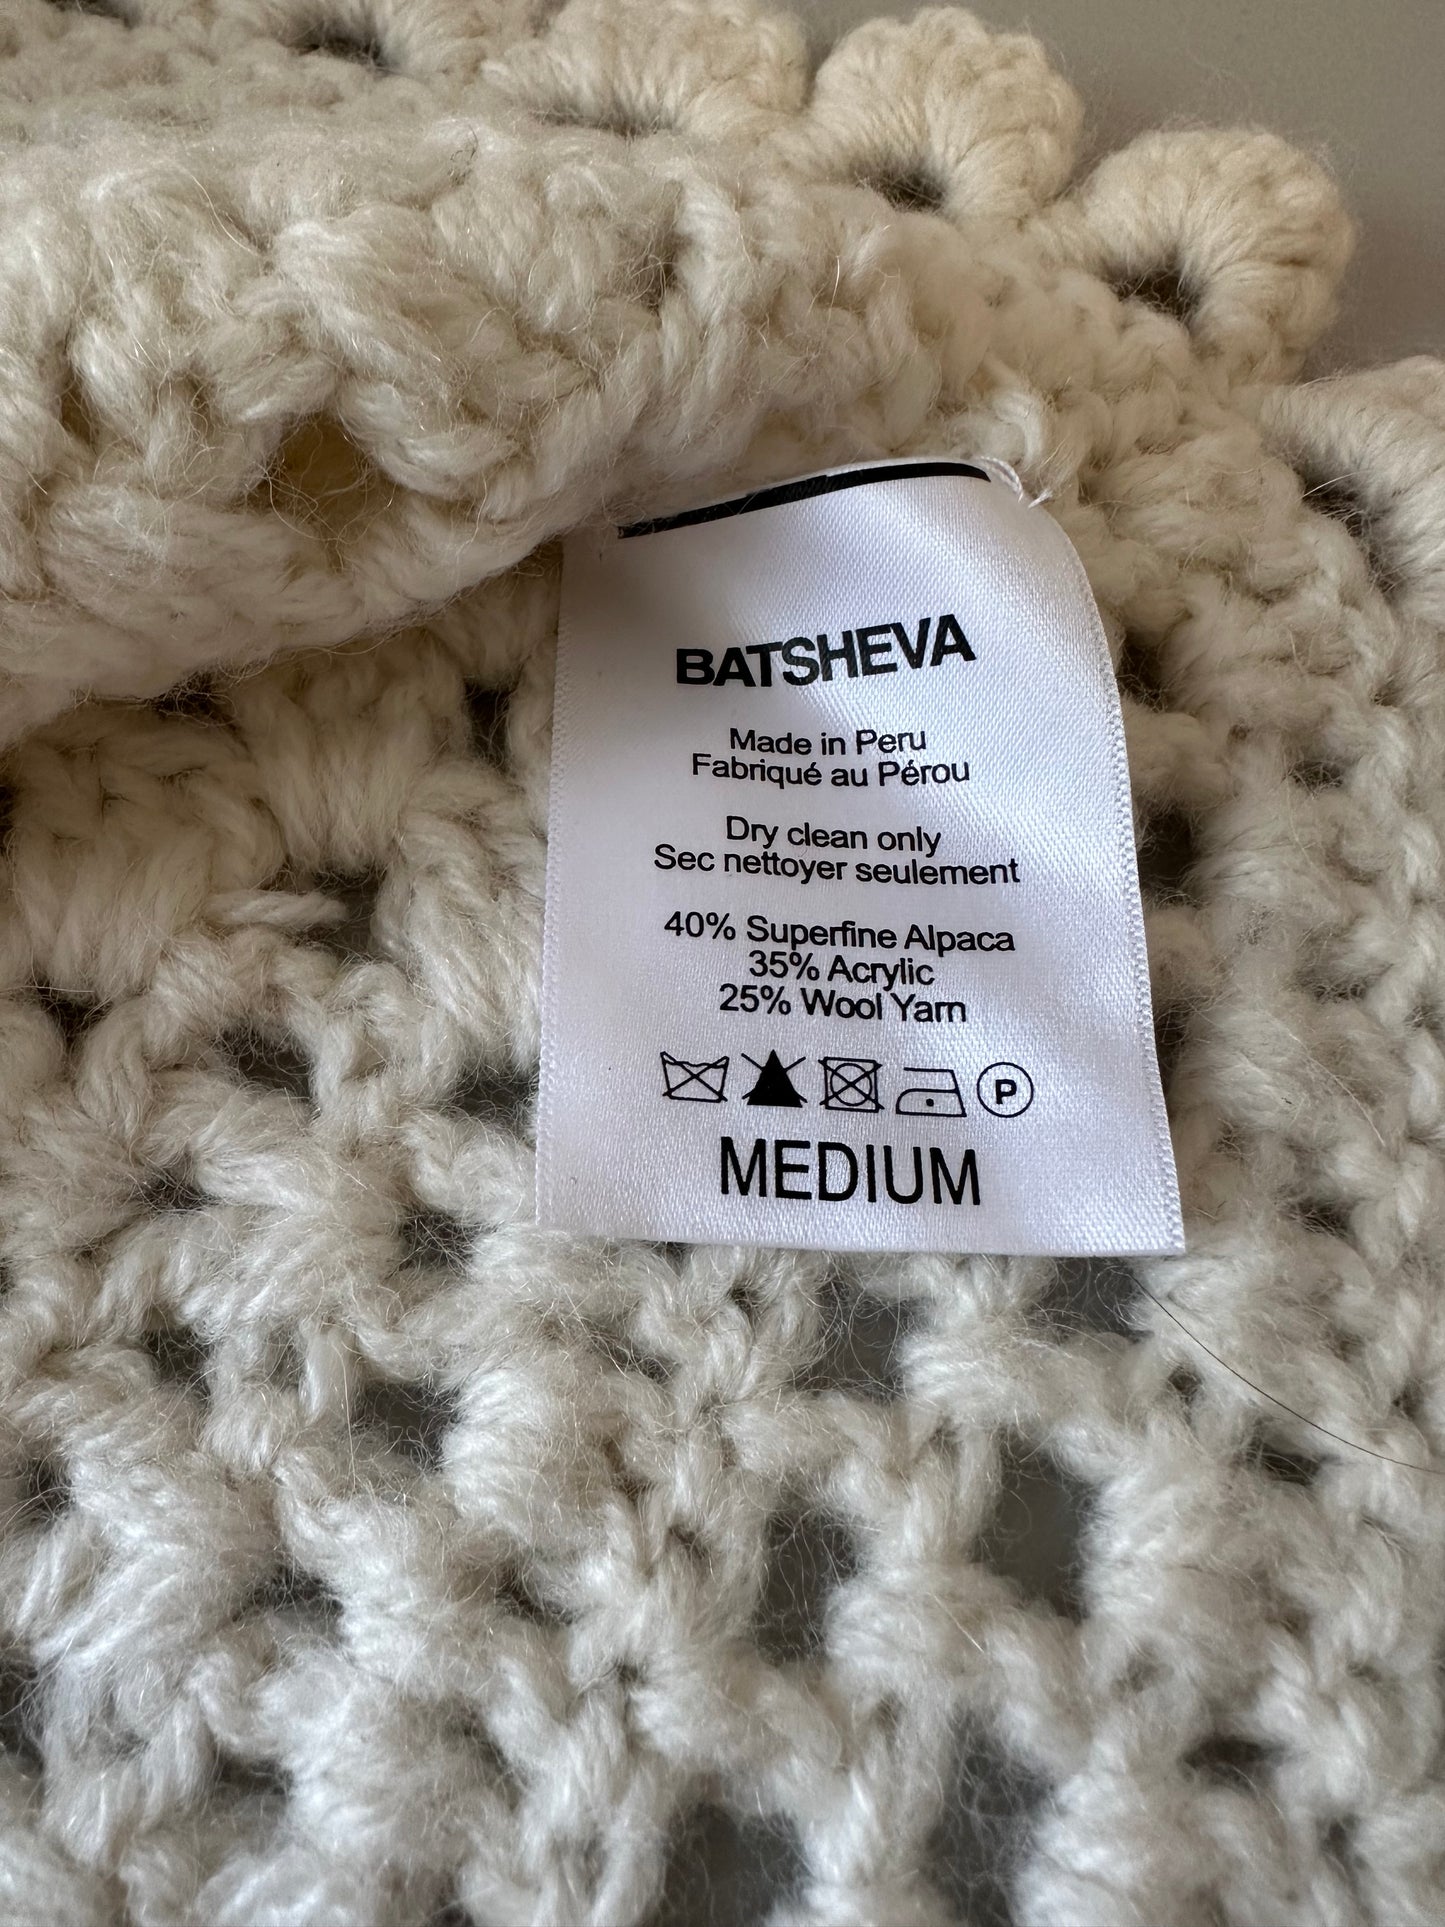 BATSHEVA
Made in Peru
Fabriqué au Pérou
Dry clean only
Sec nettoyer seulement
40% Superfine Alpaca
35% Acrylic
25% Wool Yarn
P
MEDIUM